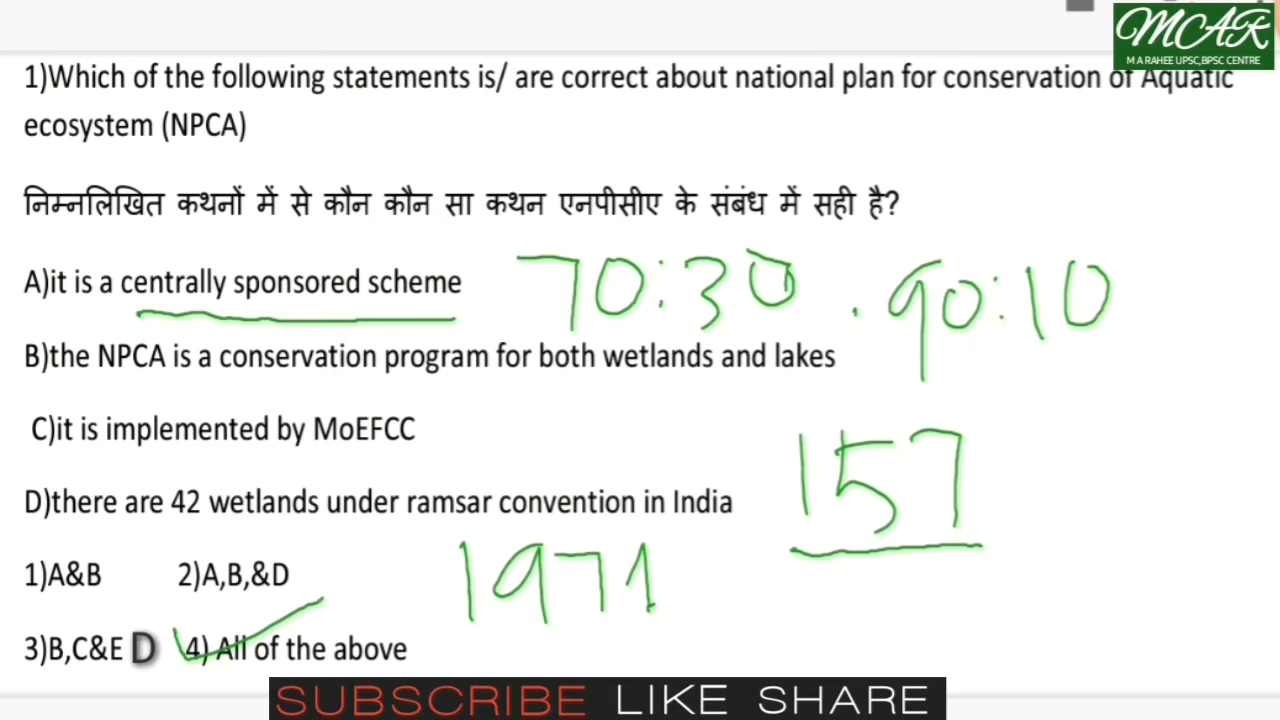 MCAR
M A RAHEE UPSC,BPSC CENTRE
1)Which of the following statements is/ are correct about national plan for conservation of Aquatic
ecosystem (NPCA)
निम्नलिखित कथनों में से कौन कौन सा कथन एनपीसीए के संबंध में सही है?
A)it is a centrally sponsored scheme 70:30 . 90:10
B)the NPCA is a conservation program for both wetlands and lakes
C)it is implemented by MoEFCC
157
D)there are 42 wetlands under ramsar convention in India
1)A&B 2)A,B,&D 1971
3)B,C&E D 4) All of the above
SUBSCRIBE LIKE SHARE